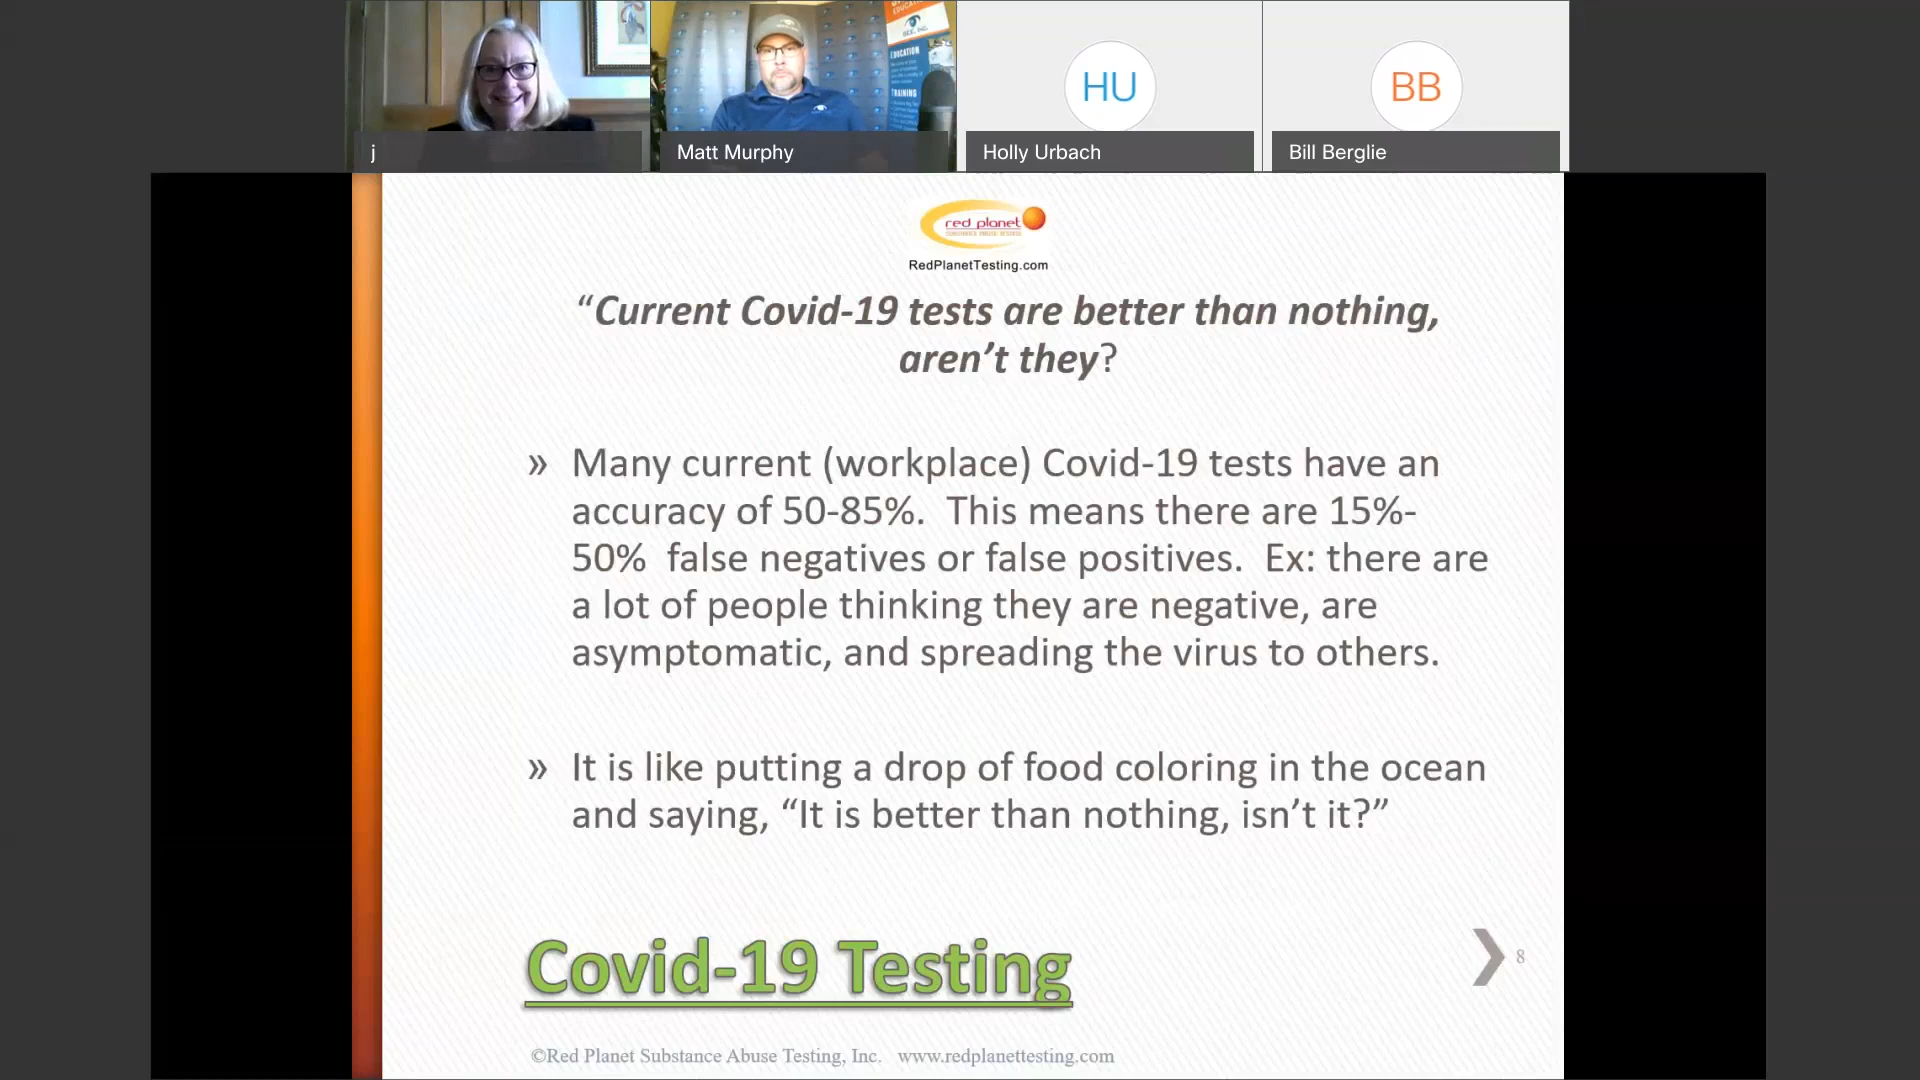 EDUCATION
TRAINING
j
Matt Murphy
HU
Holly Urbach
BB
Bill Berglie
red planet
SUBSTANCE ABUSE TESTING
RedPlanetTesting.com
“Current Covid-19 tests are better than nothing,
aren’t they?
» Many current (workplace) Covid-19 tests have an
accuracy of 50-85%.  This means there are 15%-
50%  false negatives or false positives.  Ex: there are
a lot of people thinking they are negative, are
asymptomatic, and spreading the virus to others.
» It is like putting a drop of food coloring in the ocean
and saying, “It is better than nothing, isn’t it?”
Covid-19 Testing
8
©Red Planet Substance Abuse Testing, Inc.   www.redplanettesting.com